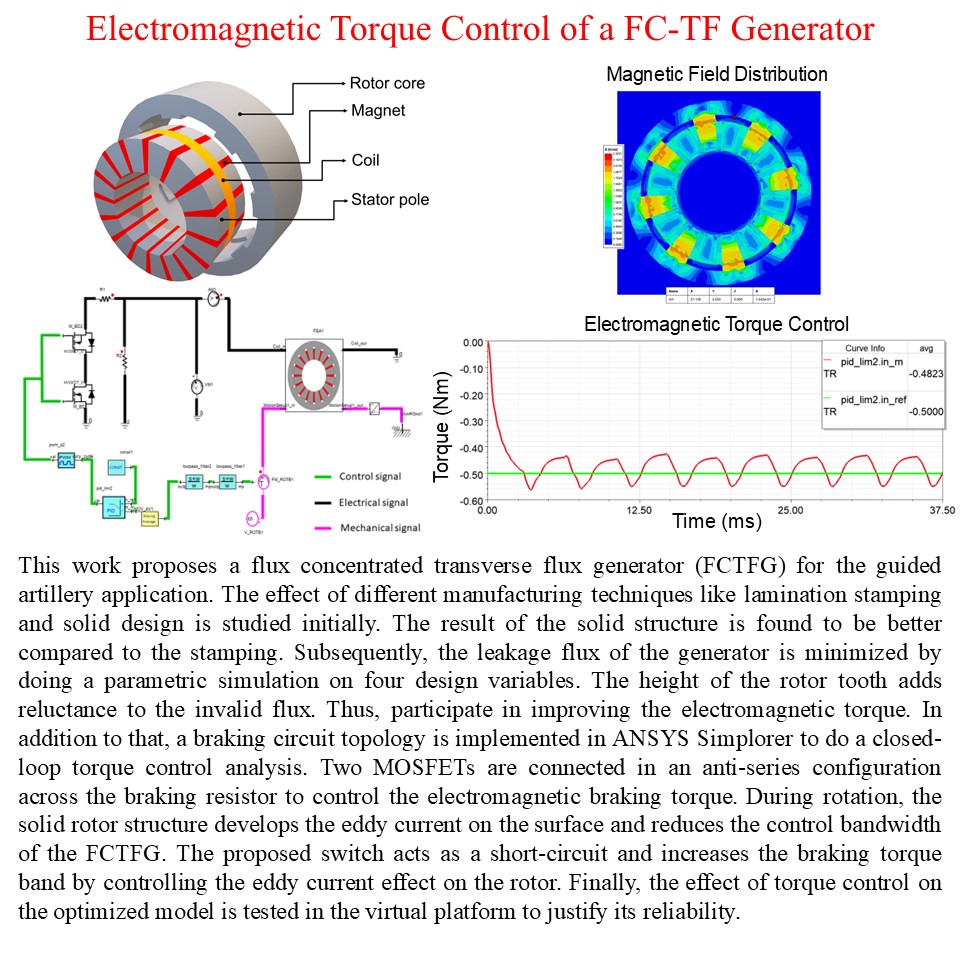 Electromagnetic Torque Control of a FC-TF Generator
Rotor core
Magnet
Coil
Stator pole
Magnetic Field Distribution
R1
FEA1
Coil_out
VM1
PWM
const1
CONST
pid_lim2
PID
lowpass_filter2
lowpass_filter1
V_ROTB1
Control signal
Electrical signal
Mechanical signal
Electromagnetic Torque Control
Torque (Nm)
0.00
-0.10
-0.20
-0.30
-0.40
-0.50
-0.60
0.00
12.50
25.00
37.50
Time (ms)
Curve Info
avg
pid_lim2.in_m
TR
-0.4823
pid_lim2.in_ref
TR
-0.5000
This work proposes a flux concentrated transverse flux generator (FCTFG) for the guided
artillery application. The effect of different manufacturing techniques like lamination stamping
and solid design is studied initially. The result of the solid structure is found to be better
compared to the stamping. Subsequently, the leakage flux of the generator is minimized by
doing a parametric simulation on four design variables. The height of the rotor tooth adds
reluctance to the invalid flux. Thus, participate in improving the electromagnetic torque. In
addition to that, a braking circuit topology is implemented in ANSYS Simplorer to do a closed-
loop torque control analysis. Two MOSFETs are connected in an anti-series configuration
across the braking resistor to control the electromagnetic braking torque. During rotation, the
solid rotor structure develops the eddy current on the surface and reduces the control bandwidth
of the FCTFG. The proposed switch acts as a short-circuit and increases the braking torque
band by controlling the eddy current effect on the rotor. Finally, the effect of torque control on
the optimized model is tested in the virtual platform to justify its reliability.